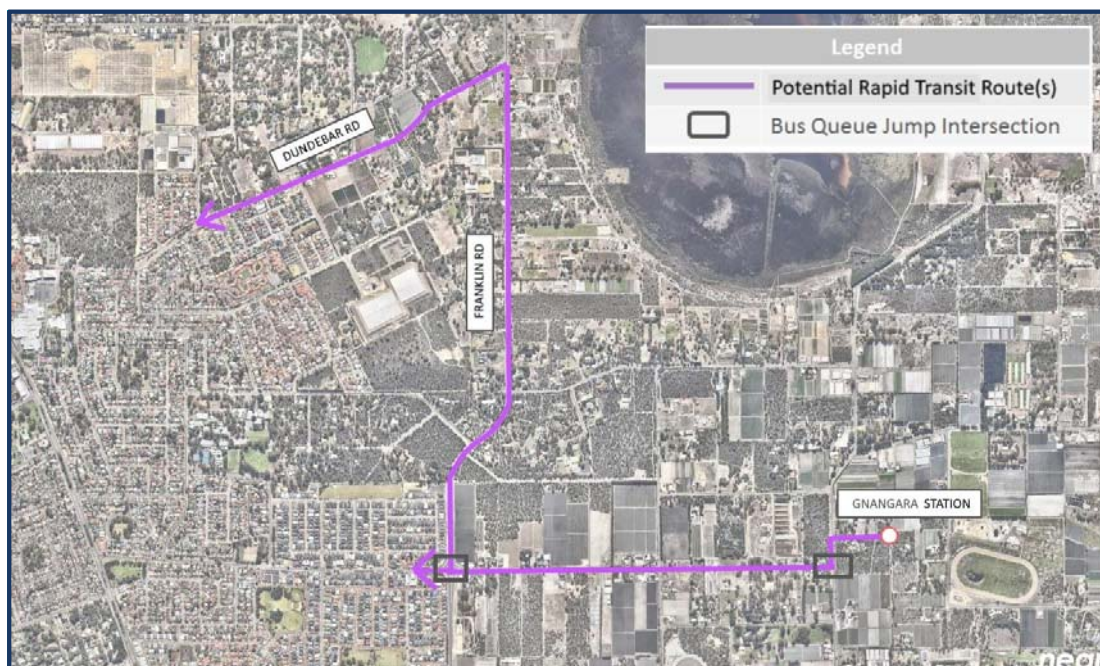 Legend
Potential Rapid Transit Route(s)
Bus Queue Jump Intersection
DUNDEBAR RD
FRANKLIN RD
GNANGARA STATION